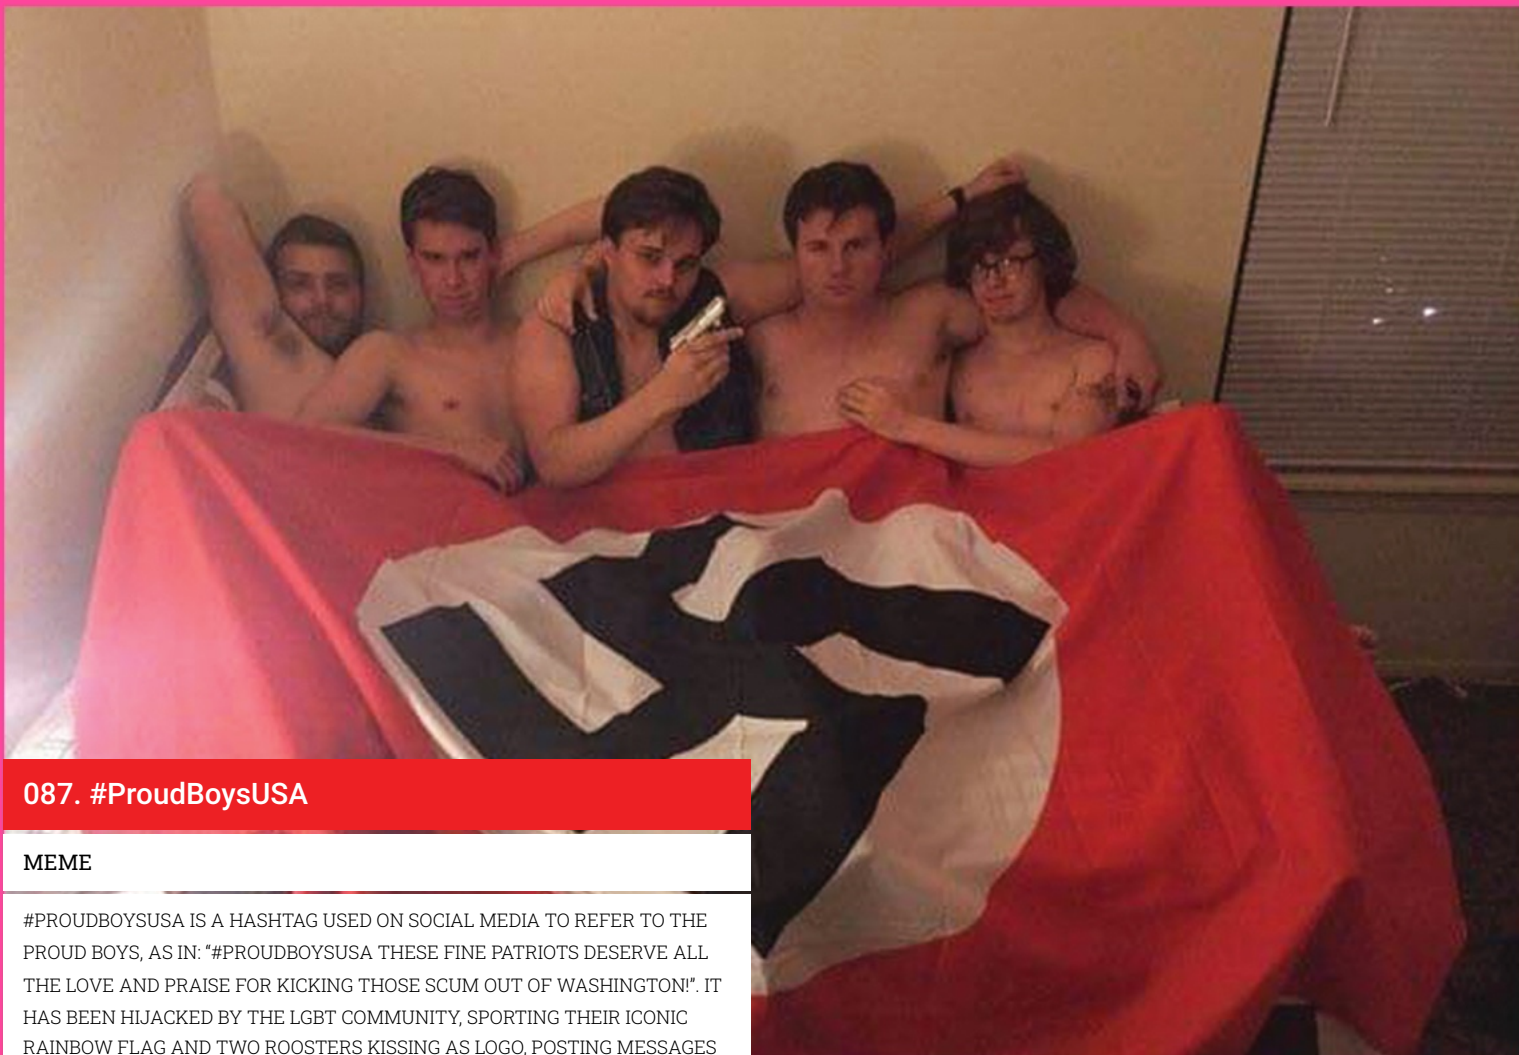 087. #ProudBoysUSA
MEME
#PROUDBOYSUSA IS A HASHTAG USED ON SOCIAL MEDIA TO REFER TO THE
PROUD BOYS, AS IN: “#PROUDBOYSUSA THESE FINE PATRIOTS DESERVE ALL
THE LOVE AND PRAISE FOR KICKING THOSE SCUM OUT OF WASHINGTON!”. IT
HAS BEEN HIJACKED BY THE LGBT COMMUNITY, SPORTING THEIR ICONIC
RAINBOW FLAG AND TWO ROOSTERS KISSING AS LOGO, POSTING MESSAGES